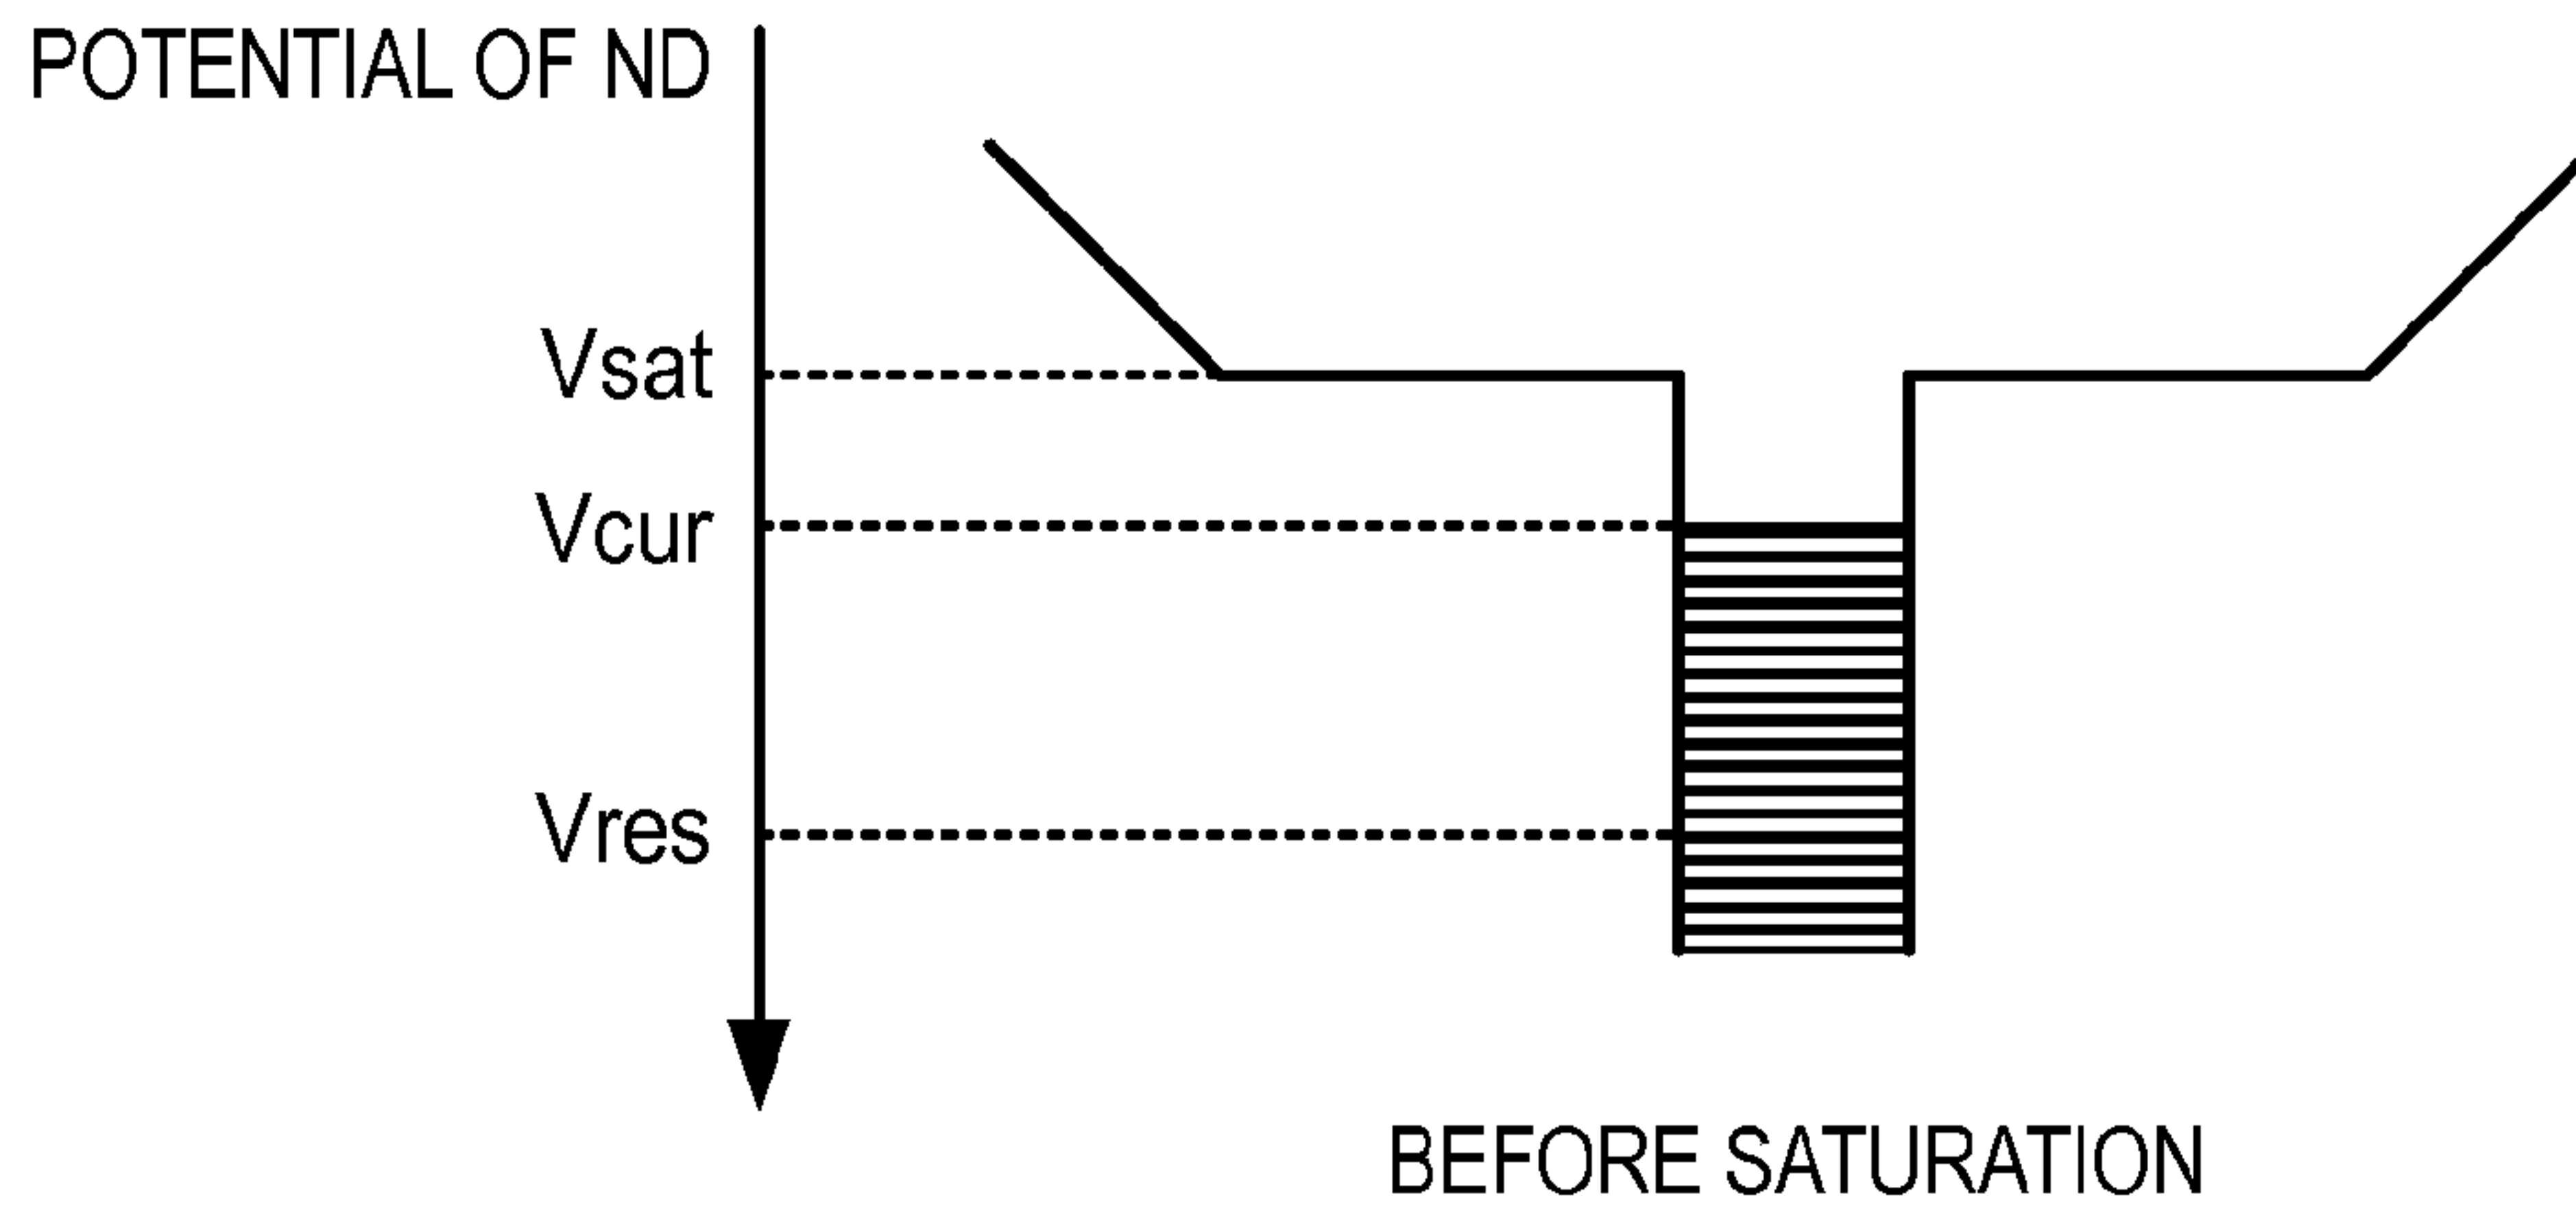 POTENTIAL OF ND
Vsat
Vcur
Vres
BEFORE SATURATION